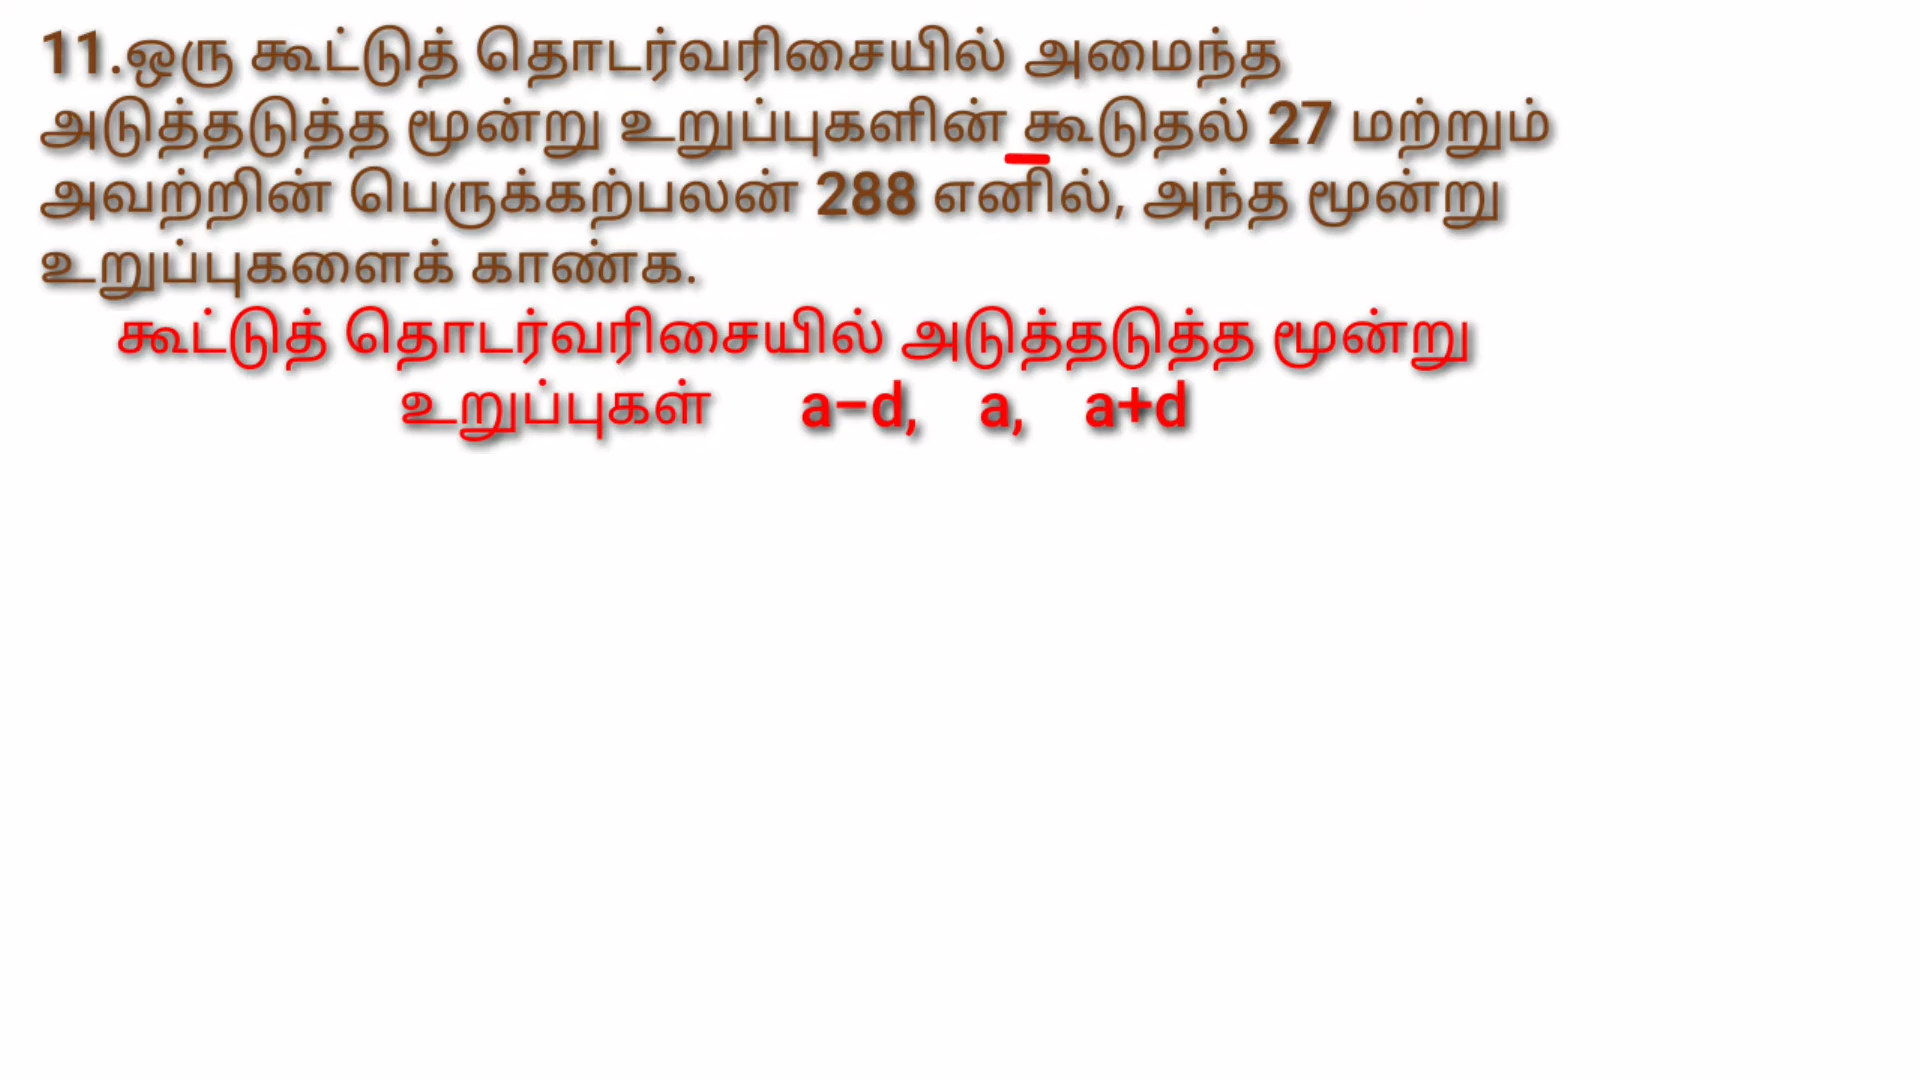 11.ஒரு கூட்டுத் தொடர்வரிசையில் அமைந்த
அடுத்தடுத்த மூன்று உறுப்புகளின் கூடுதல் 27 மற்றும்
அவற்றின் பெருக்கற்பலன் 288 எனில், அந்த மூன்று
உறுப்புகளைக் காண்க.
கூட்டுத் தொடர்வரிசையில் அடுத்தடுத்த மூன்று
உறுப்புகள் a−d, a, a+d